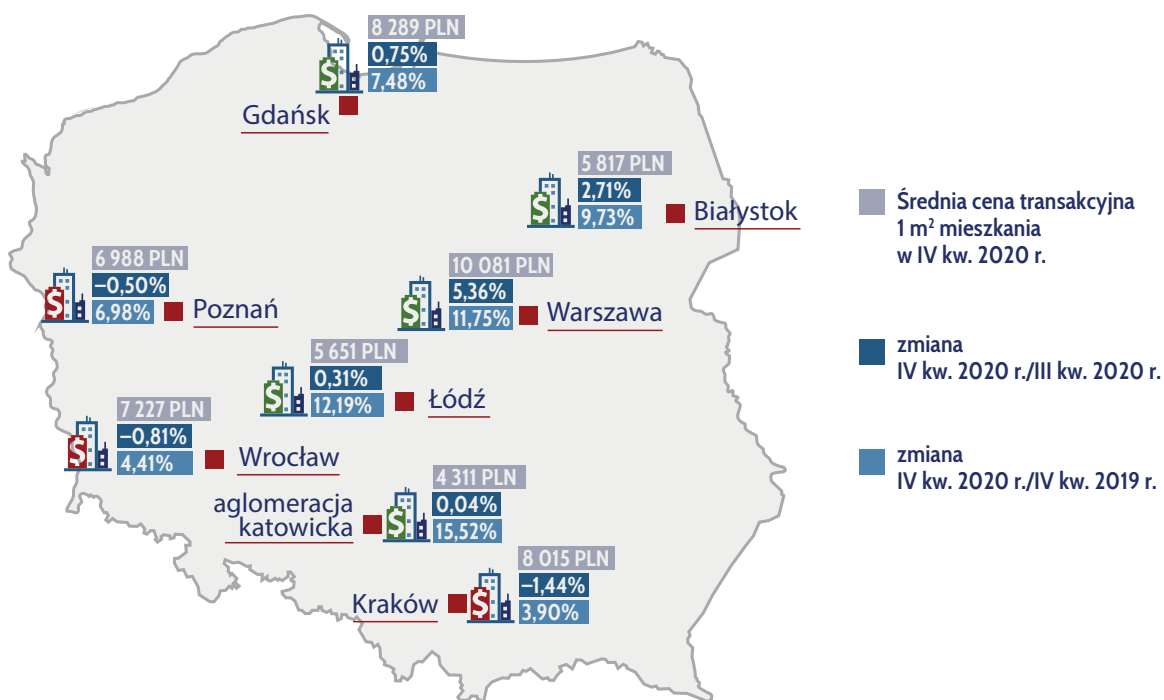 8 289 PLN
0,75%
7,48%
Gdańsk
5 817 PLN
2,71%
9,73%
Białystok
6 988 PLN
–0,50%
6,98%
Poznań
10 081 PLN
5,36%
11,75%
Warszawa
5 651 PLN
0,31%
12,19%
Łódź
7 227 PLN
–0,81%
4,41%
Wrocław
4 311 PLN
0,04%
15,52%
aglomeracja
katowicka
8 015 PLN
–1,44%
3,90%
Kraków
Średnia cena transakcyjna
1 m² mieszkania
w IV kw. 2020 r.
zmiana
IV kw. 2020 r./III kw. 2020 r.
zmiana
IV kw. 2020 r./IV kw. 2019 r.
$
$
$
$
$
$
$
$